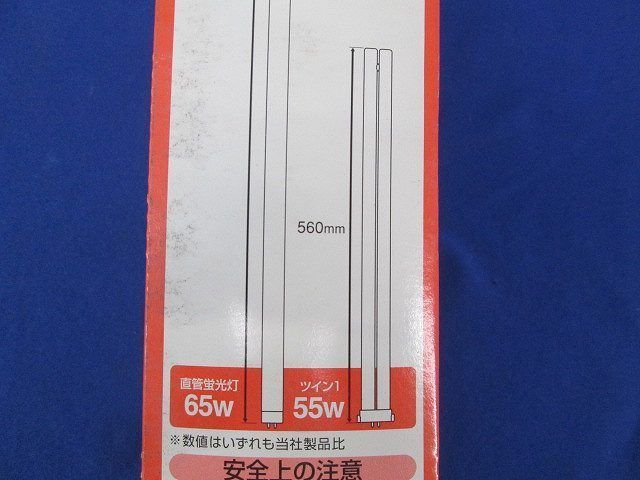 560mm
直管蛍光灯
65W
ツイン1
55W
※数値はいずれも当社製品比
安全上の注意